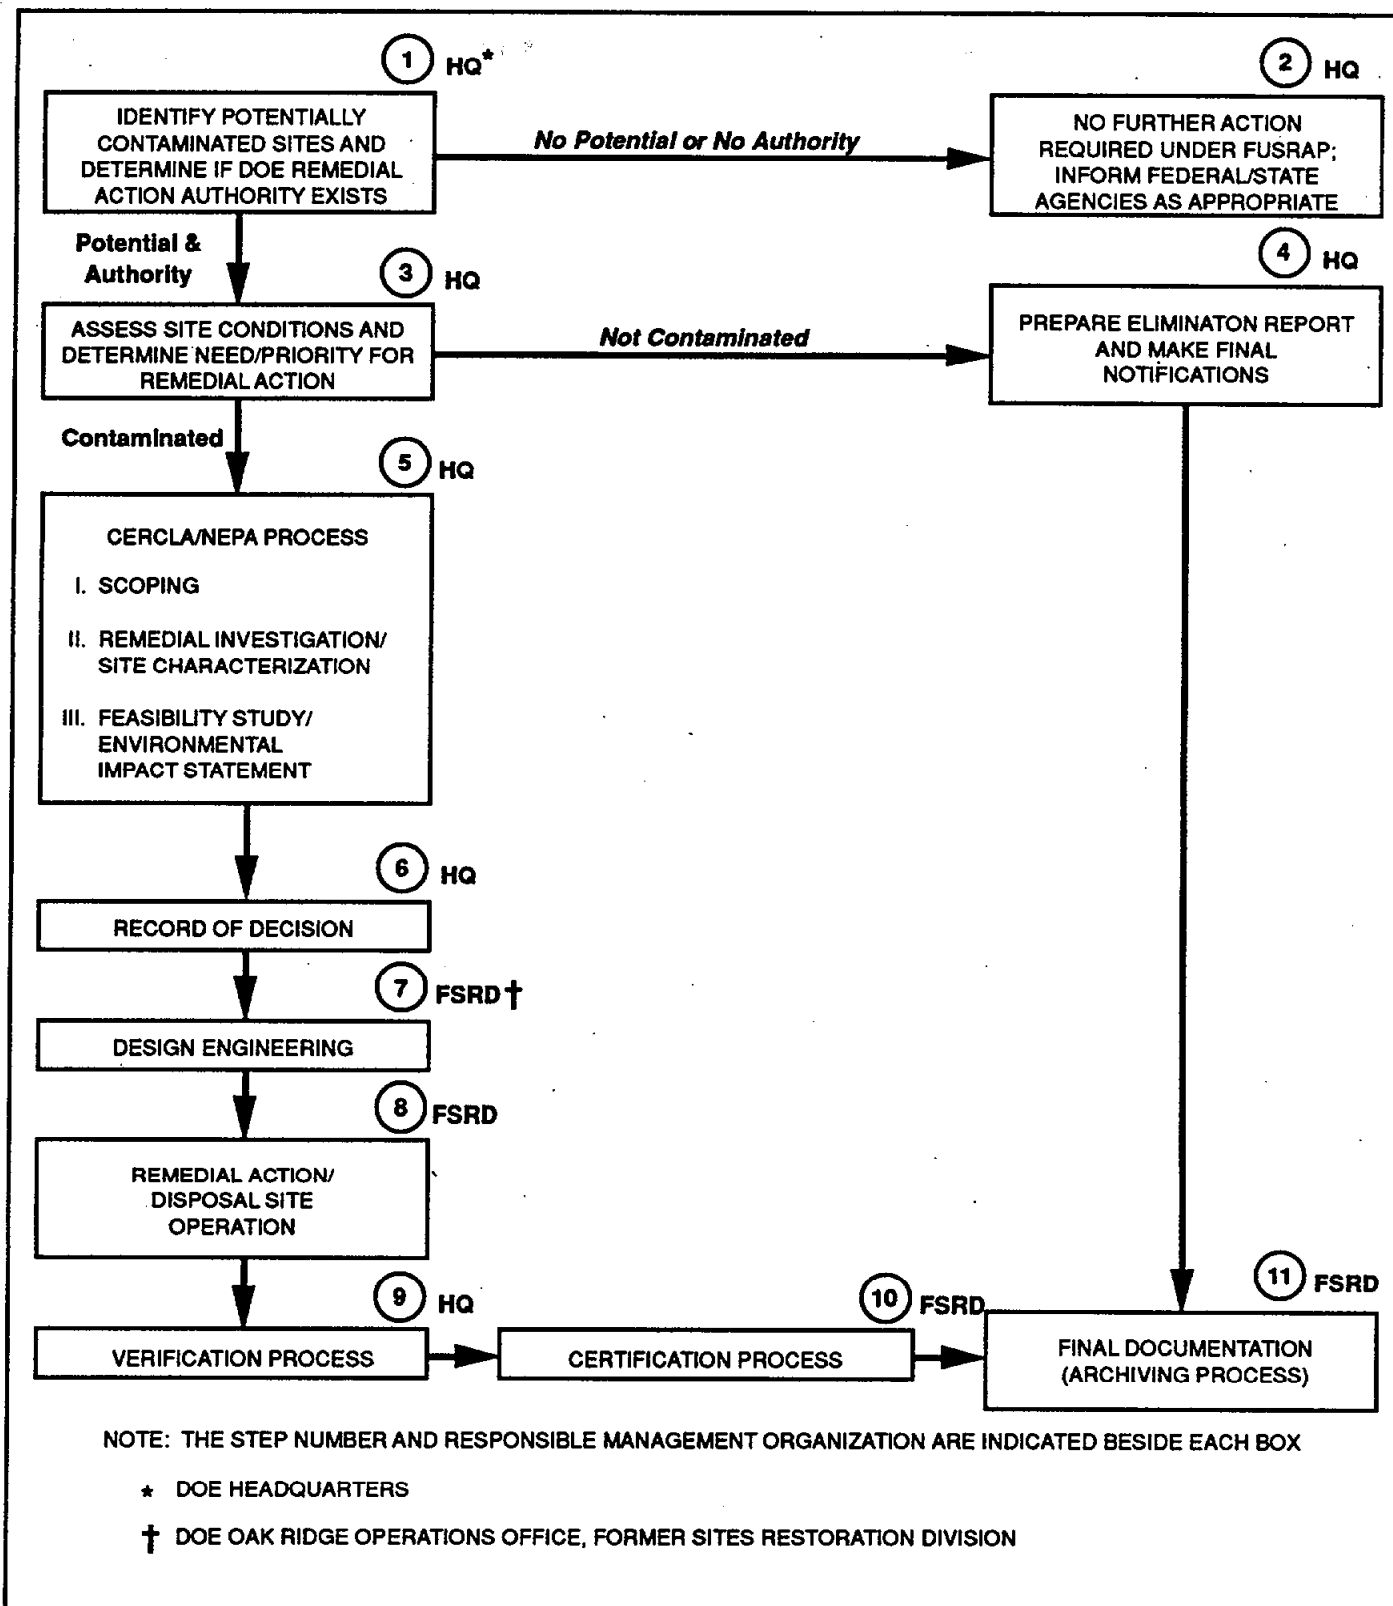 1 HQ*
IDENTIFY POTENTIALLY
CONTAMINATED SITES AND
DETERMINE IF DOE REMEDIAL
ACTION AUTHORITY EXISTS
No Potential or No Authority
2 HQ
NO FURTHER ACTION
REQUIRED UNDER FUSRAP;
INFORM FEDERAL/STATE
AGENCIES AS APPROPRIATE
Potential &
Authority
3 HQ
ASSESS SITE CONDITIONS AND
DETERMINE NEED/PRIORITY FOR
REMEDIAL ACTION
Not Contaminated
4 HQ
PREPARE ELIMINATON REPORT
AND MAKE FINAL
NOTIFICATIONS
Contaminated
5 HQ
CERCLA/NEPA PROCESS
I. SCOPING
II. REMEDIAL INVESTIGATION/
SITE CHARACTERIZATION
III. FEASIBILITY STUDY/
ENVIRONMENTAL
IMPACT STATEMENT
6 HQ
RECORD OF DECISION
7 FSRD†
DESIGN ENGINEERING
8 FSRD
REMEDIAL ACTION/
DISPOSAL SITE
OPERATION
9 HQ
VERIFICATION PROCESS
10 FSRD
CERTIFICATION PROCESS
11 FSRD
FINAL DOCUMENTATION
(ARCHIVING PROCESS)
NOTE: THE STEP NUMBER AND RESPONSIBLE MANAGEMENT ORGANIZATION ARE INDICATED BESIDE EACH BOX
* DOE HEADQUARTERS
† DOE OAK RIDGE OPERATIONS OFFICE, FORMER SITES RESTORATION DIVISION